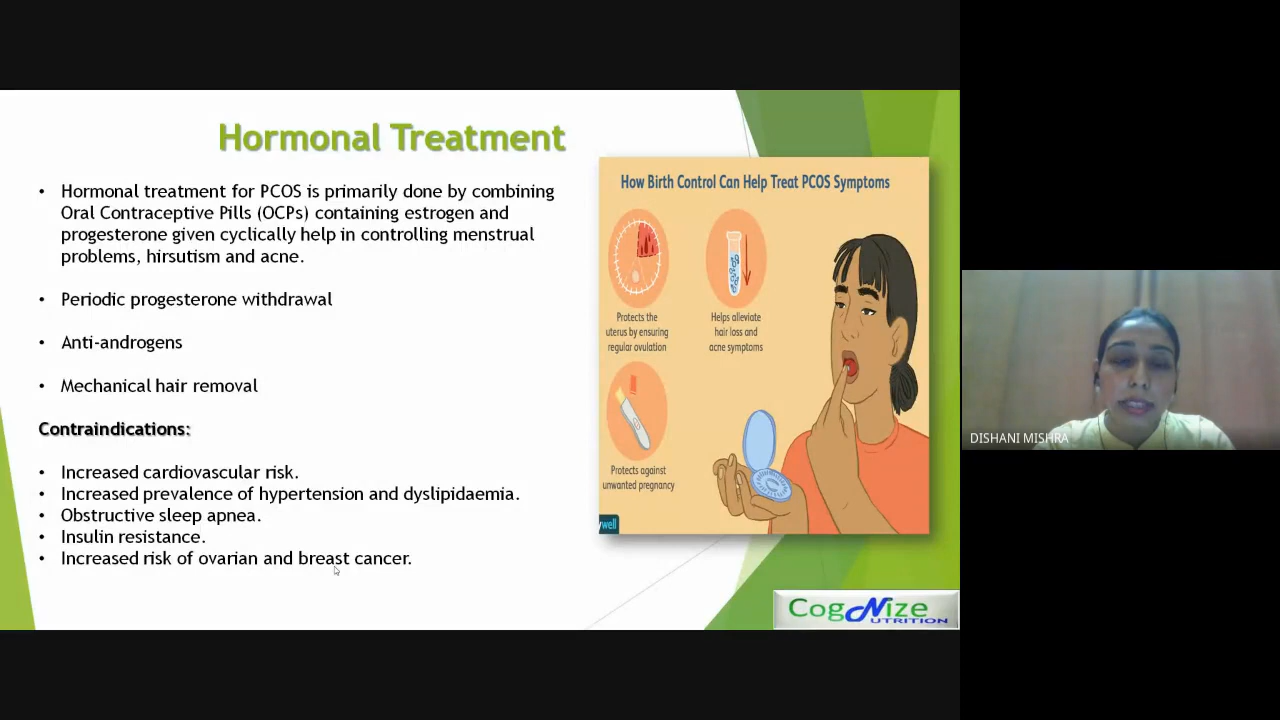 Hormonal Treatment
• Hormonal treatment for PCOS is primarily done by combining
Oral Contraceptive Pills (OCPs) containing estrogen and
progesterone given cyclically help in controlling menstrual
problems, hirsutism and acne.
• Periodic progesterone withdrawal
• Anti-androgens
• Mechanical hair removal
Contraindications:
• Increased cardiovascular risk.
• Increased prevalence of hypertension and dyslipidaemia.
• Obstructive sleep apnea.
• Insulin resistance.
• Increased risk of ovarian and breast cancer.
How Birth Control Can Help Treat PCOS Symptoms
Protects the
uterus by ensuring
regular ovulation
Helps alleviate
hair loss and
acne symptoms
Protects against
unwanted pregnancy
ywell
CogNize
NUTRITION
DISHANI MISHRA